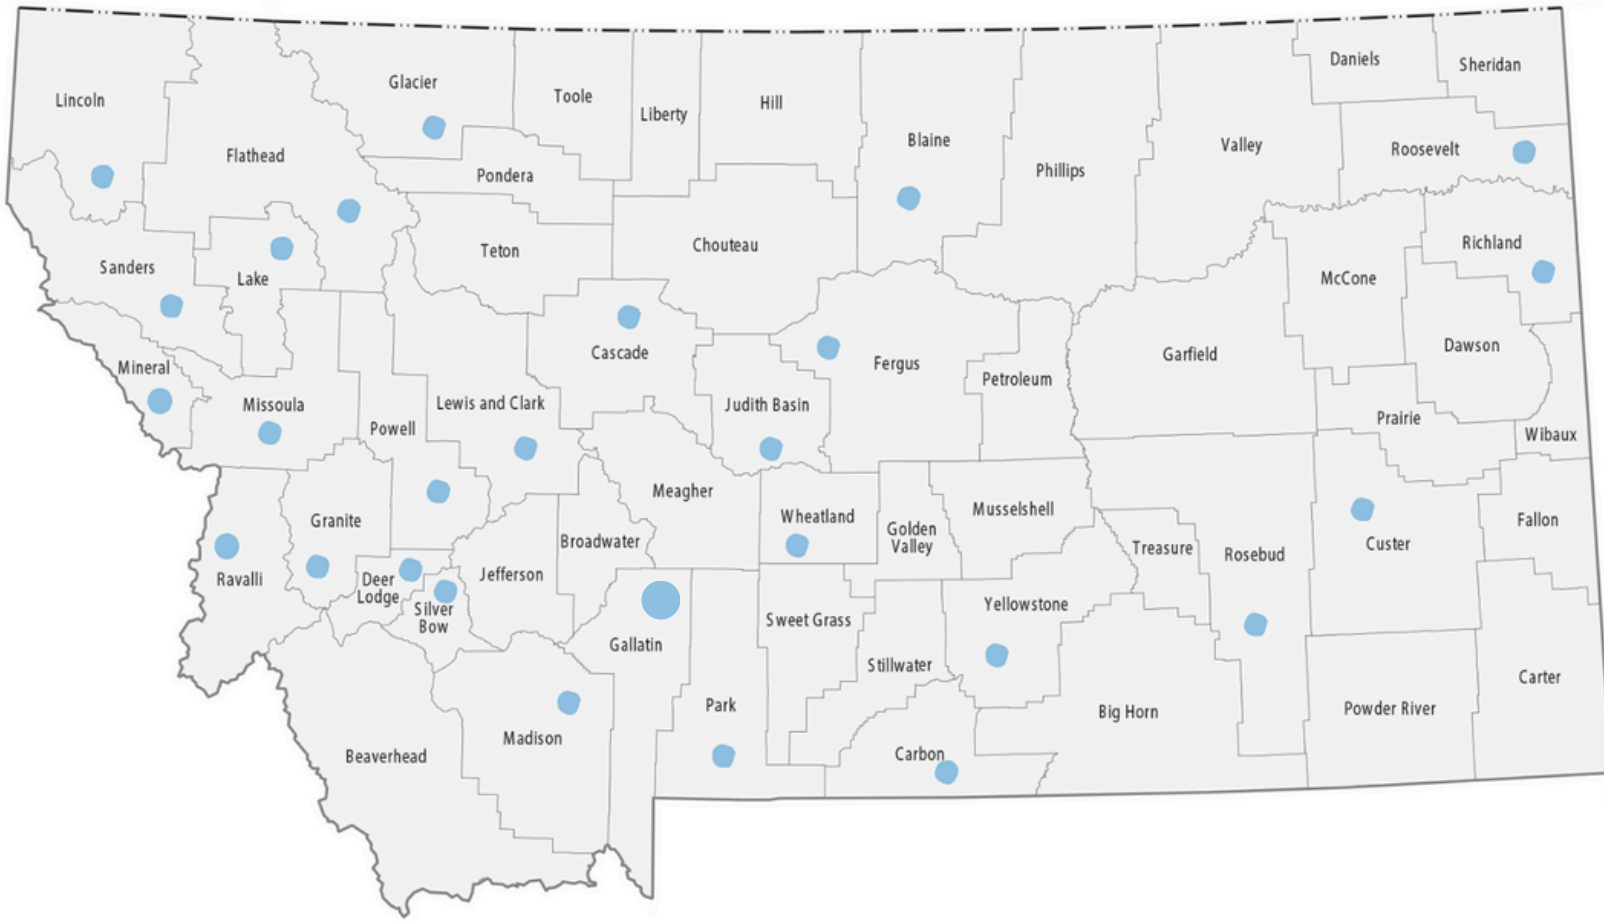 Daniels
Sheridan
Glacier
Toole
Lincoln
Liberty
Hill
Blaine
Valley
Roosevelt
Flathead
Phillips
Pondera
Richland
Chouteau
Teton
Sanders
Lake
McCone
Dawson
Cascade
Garfield
Fergus
Mineral
Petroleum
Missoula
Lewis and Clark
Judith Basin
Prairie
Powell
Wibaux
Meagher
Musselshell
Wheatland
Granite
Fallon
Golden
Valley
Broadwater
Custer
Treasure
Rosebud
Jefferson
Ravalli
Deer
Lodge
Yellowstone
Silver
Bow
Sweet Grass
Gallatin
Stillwater
Carter
Park
Powder River
Big Horn
Madison
Carbon
Beaverhead